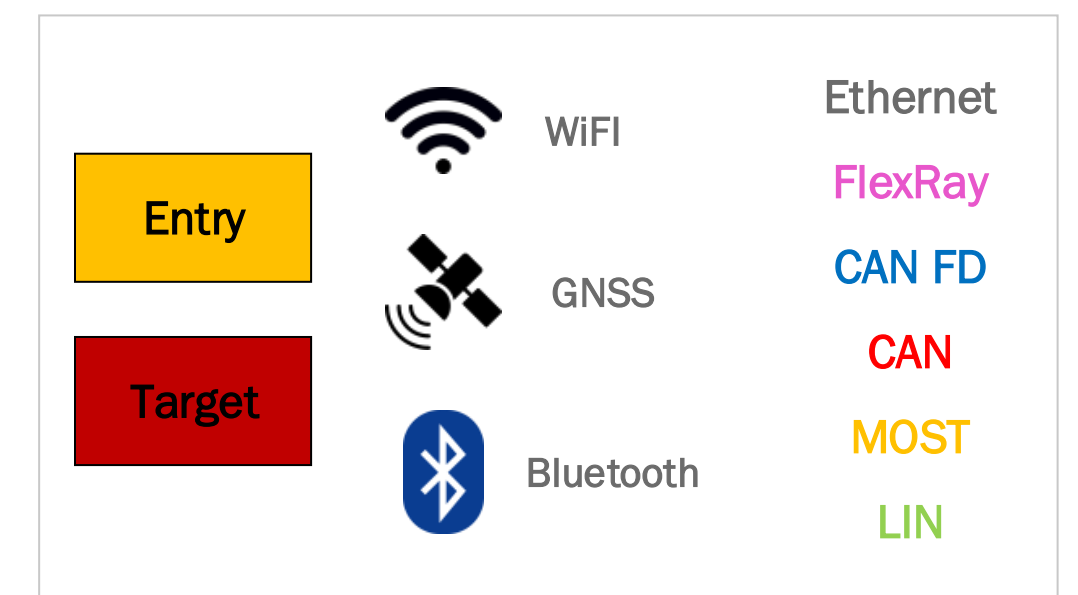 Entry
Target
WiFI
GNSS
Bluetooth
Ethernet
FlexRay
CAN FD
CAN
MOST
LIN